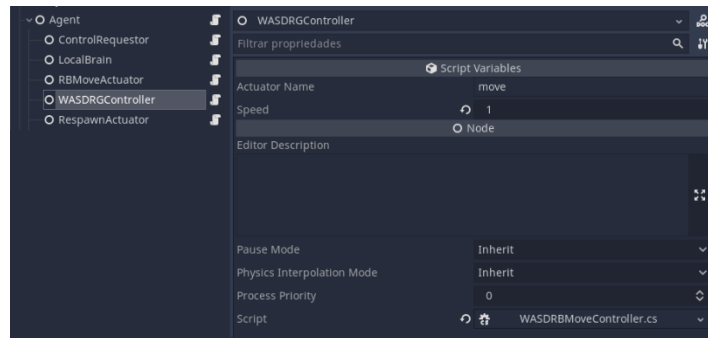 Agent
ControlRequestor
LocalBrain
RBMoveActuator
WASDRGController
RespawnActuator
WASDRGController
DOC
Filtrar propriedades
Script Variables
Actuator Name move
Speed 1
Node
Editor Description
Pause Mode Inherit
Physics Interpolation Mode Inherit
Process Priority 0
Script WASDRBMoveController.cs